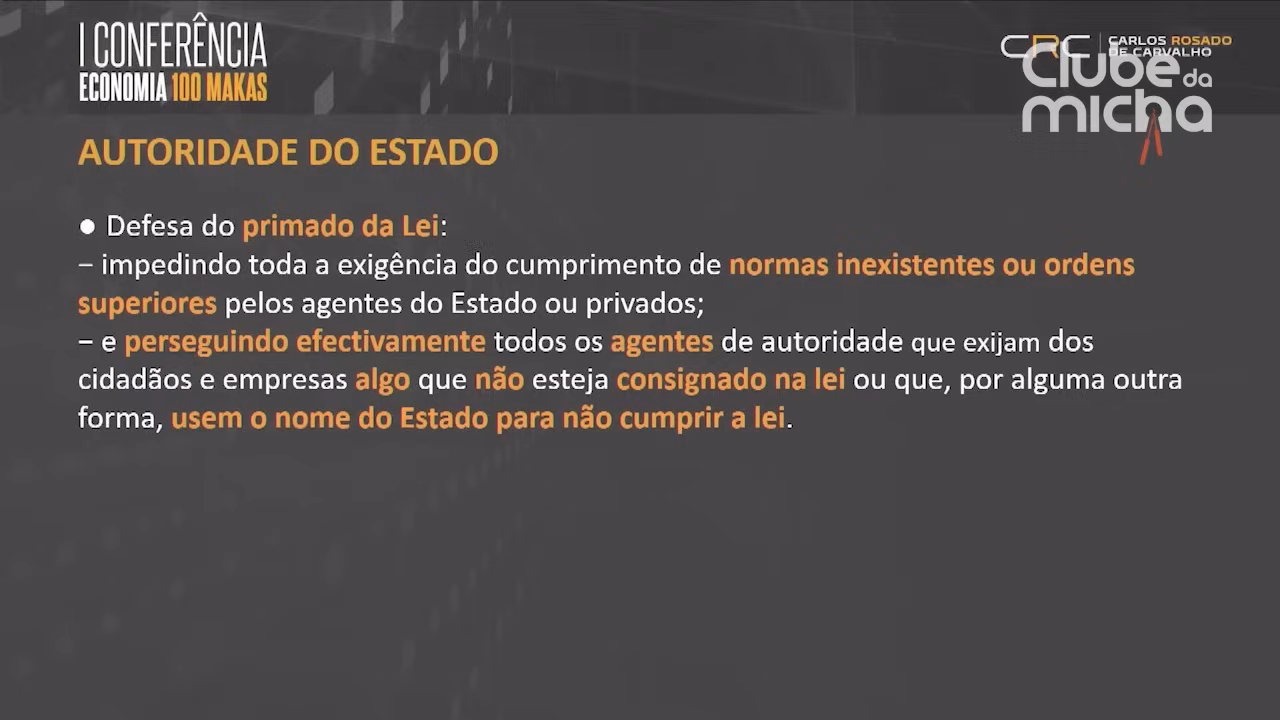 I CONFERÊNCIA
ECONOMIA 100 MAKAS
CRC CARLOS ROSADO
DE CARVALHO
Clube da
micha
AUTORIDADE DO ESTADO
● Defesa do primado da Lei:
− impedindo toda a exigência do cumprimento de normas inexistentes ou ordens
superiores pelos agentes do Estado ou privados;
− e perseguindo efectivamente todos os agentes de autoridade que exijam dos
cidadãos e empresas algo que não esteja consignado na lei ou que, por alguma outra
forma, usem o nome do Estado para não cumprir a lei.